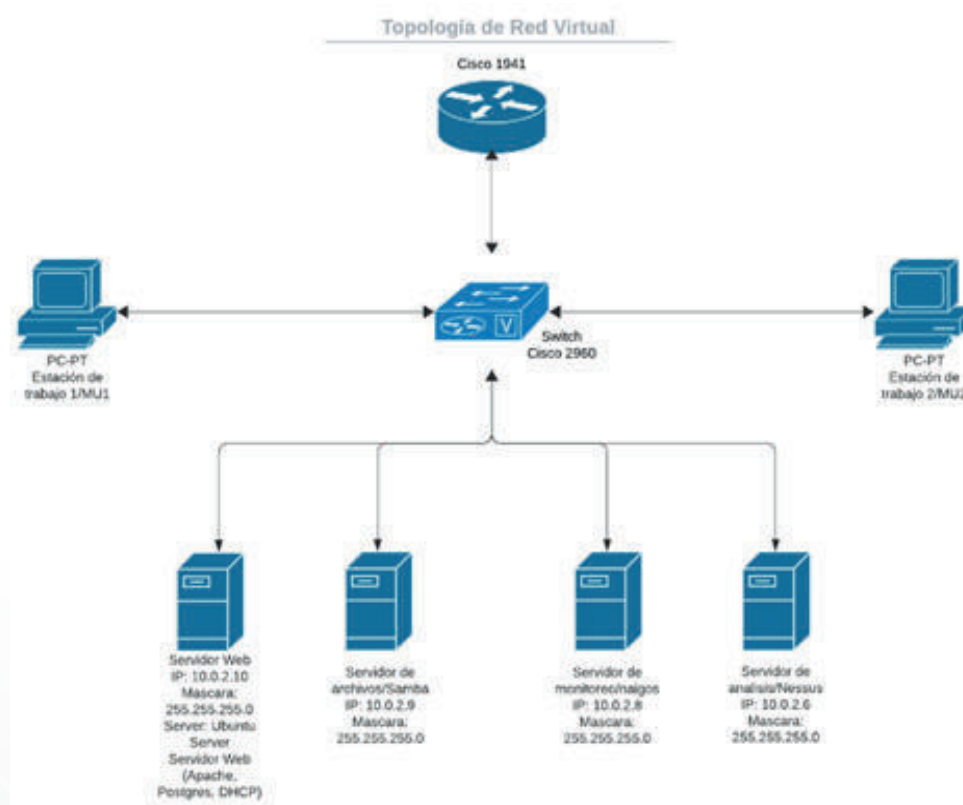 Topología de Red Virtual
Cisco 1941
Switch
Cisco 2960
PC-PT
Estación de
trabajo 1/MU1
PC-PT
Estación de
trabajo 2/MU2
Servidor Web
IP: 10.0.2.10
Mascara:
255.255.255.0
Server: Ubuntu
Server
Servidor Web
(Apache,
Postgres, DHCP)
Servidor de
archivos/Samba
IP: 10.0.2.9
Mascara:
255.255.255.0
Servidor de
monitoreo/naigos
IP: 10.0.2.8
Mascara:
255.255.255.0
Servidor de
analisis/Nessus
IP: 10.0.2.6
Mascara:
255.255.255.0